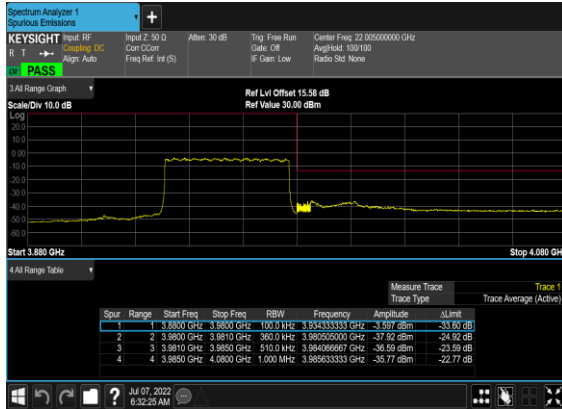 Spectrum Analyzer 1
Spurious Emissions
+
KEYSIGHT Input: RF Input Z: 50 Ω Atten: 30 dB Trig: Free Run Center Freq: 22.005000000 GHz
R T Coupling: DC Corr CCorr Gate: Off Avg|Hold: 100/100
Align: Auto Freq Ref: Int (S) IF Gain: Low Radio Std: None
PASS
3 All Range Graph
Ref Lvl Offset 15.58 dB
Scale/Div 10.0 dB Ref Value 30.00 dBm
Log
20.0
10.0
0.00
-10.0
-20.0
-30.0
-40.0
-50.0
-60.0
Start 3.880 GHz Stop 4.080 GH
4 All Range Table
Measure Trace Trace 1
Trace Type Trace Average (Active)
Spur Range Start Freq Stop Freq RBW Frequency Amplitude ΔLimit
1 1 3.8800 GHz 3.9800 GHz 100.0 kHz 3.934333333 GHz -3.597 dBm -33.60 dB
2 2 3.9800 GHz 3.9810 GHz 360.0 kHz 3.980505000 GHz -37.92 dBm -24.92 dB
3 3 3.9810 GHz 3.9850 GHz 510.0 kHz 3.984066667 GHz -36.59 dBm -23.59 dB
4 4 3.9850 GHz 4.0800 GHz 1.000 MHz 3.985633333 GHz -35.77 dBm -22.77 dB
? Jul 07, 2022
6:32:25 AM